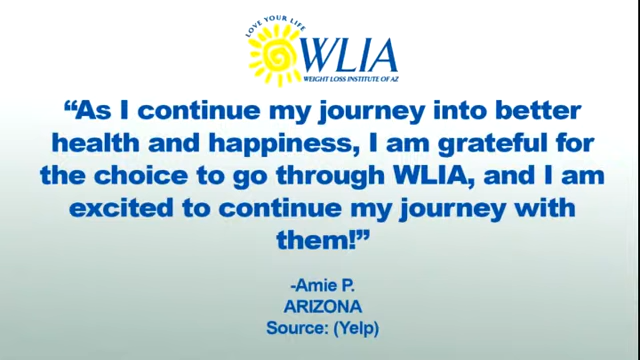 LOVE YOUR LIFE
WLIA
WEIGHT LOSS INSTITUTE OF AZ
“As I continue my journey into better
health and happiness, I am grateful for
the choice to go through WLIA, and I am
excited to continue my journey with
them!”
-Amie P.
ARIZONA
Source: (Yelp)